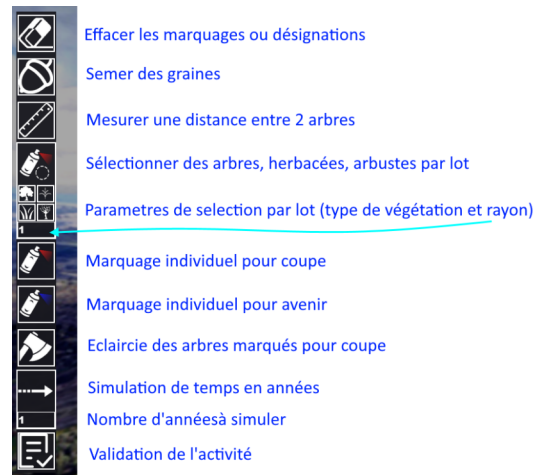 Effacer les marquages ou désignations
Semer des graines
Mesurer une distance entre 2 arbres
Sélectionner des arbres, herbacées, arbustes par lot
Parametres de selection par lot (type de végétation et rayon)
1
Marquage individuel pour coupe
Marquage individuel pour avenir
Eclaircie des arbres marqués pour coupe
Simulation de temps en années
1 Nombre d'annéesà simuler
Validation de l'activité